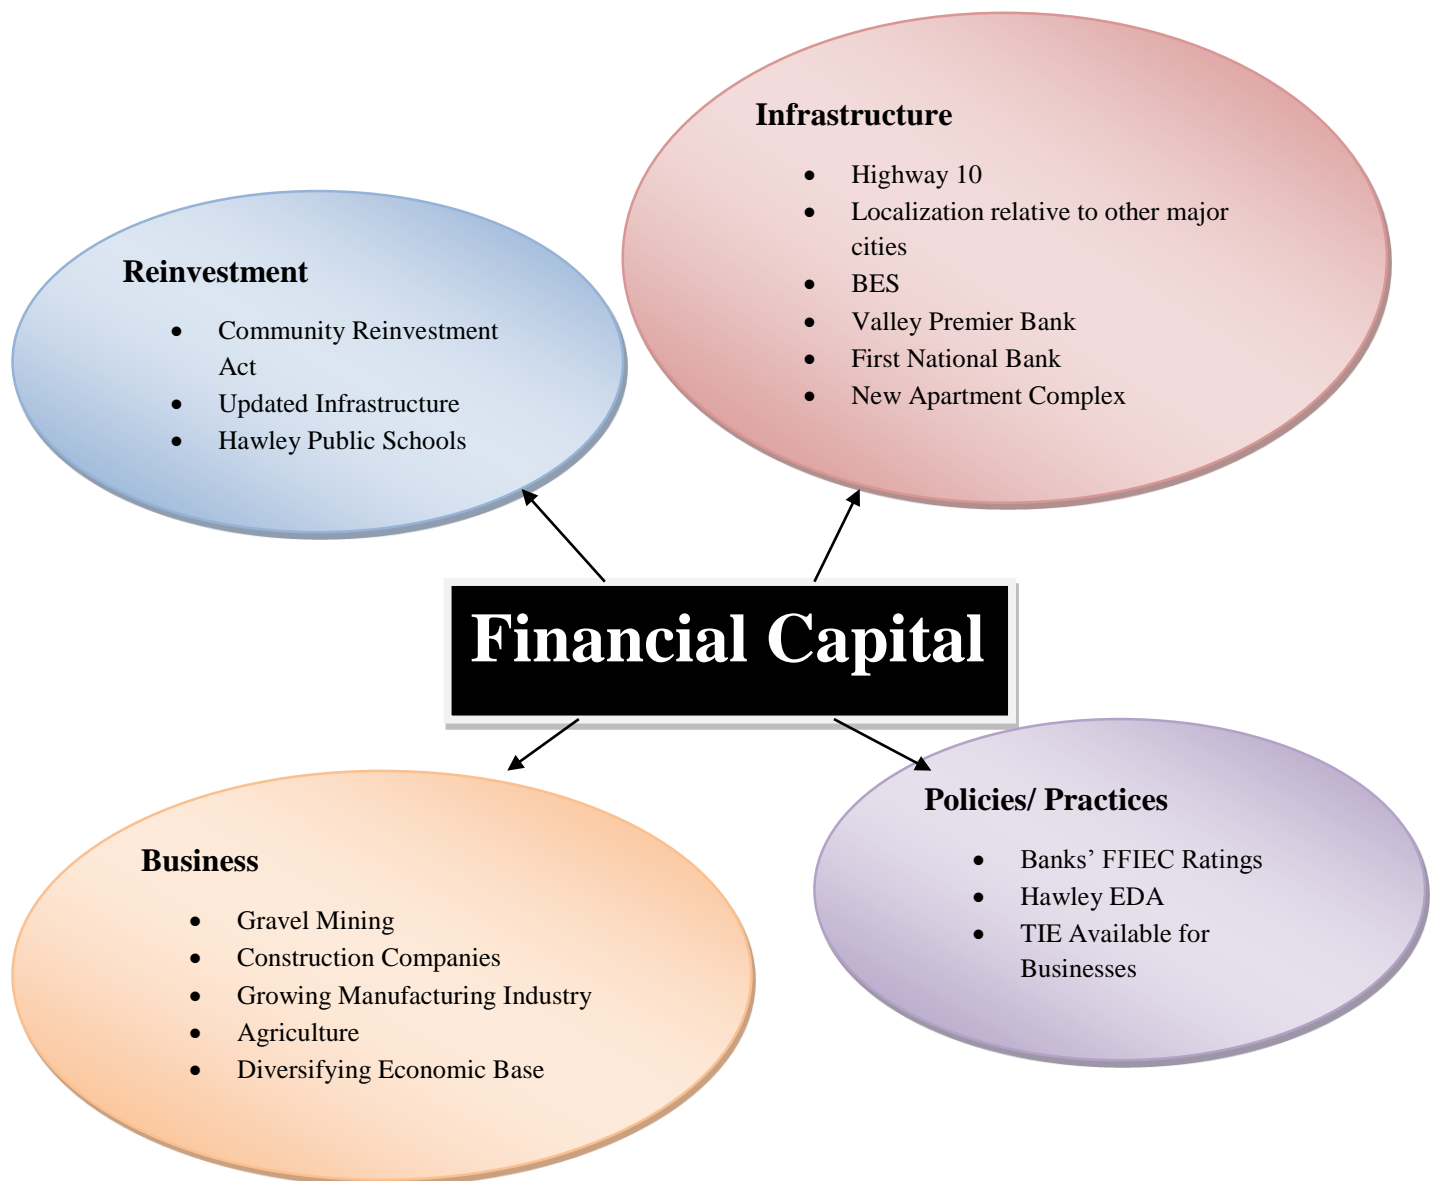 Infrastructure
• Highway 10
• Localization relative to other major
cities
• BES
• Valley Premier Bank
• First National Bank
• New Apartment Complex
Reinvestment
• Community Reinvestment
Act
• Updated Infrastructure
• Hawley Public Schools
Financial Capital
Policies/ Practices
• Banks’ FFIEC Ratings
• Hawley EDA
• TIE Available for
Businesses
Business
• Gravel Mining
• Construction Companies
• Growing Manufacturing Industry
• Agriculture
• Diversifying Economic Base